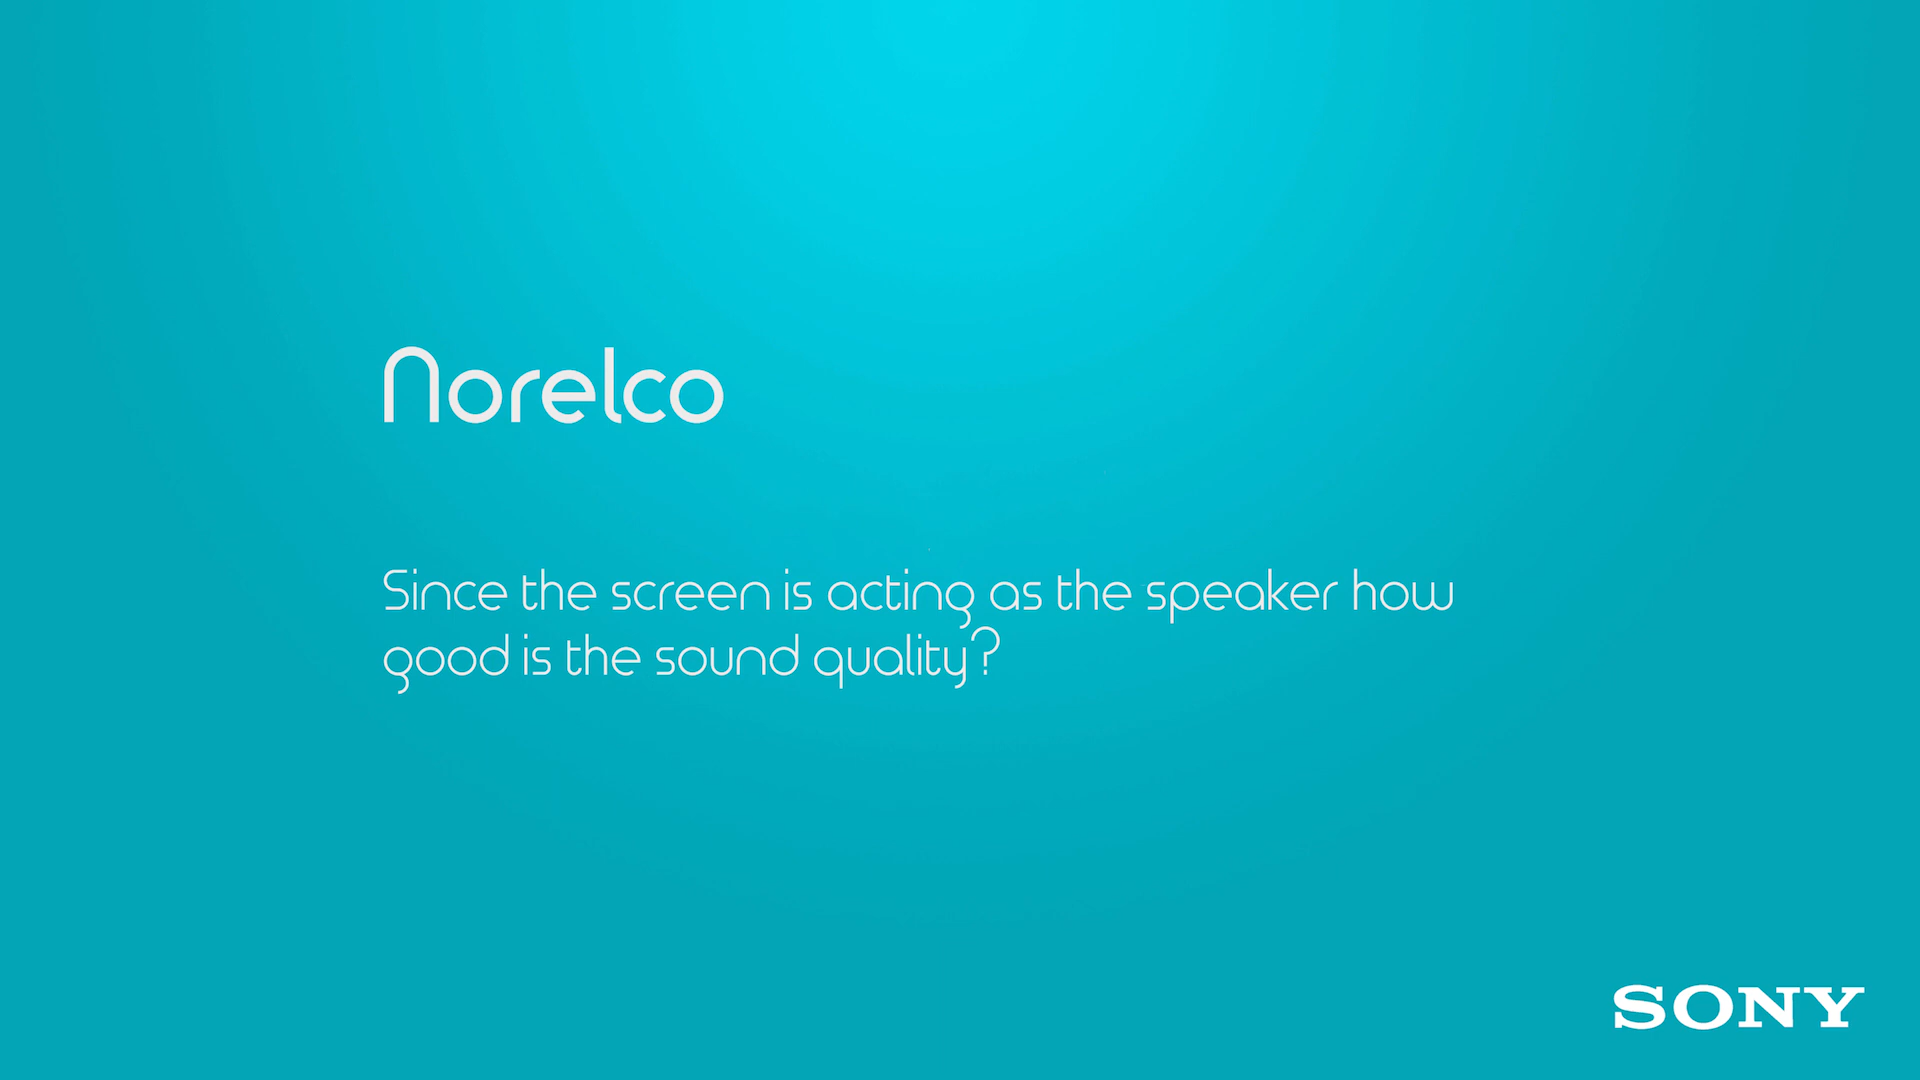 Norelco
Since the screen is acting as the speaker how
good is the sound quality?
SONY